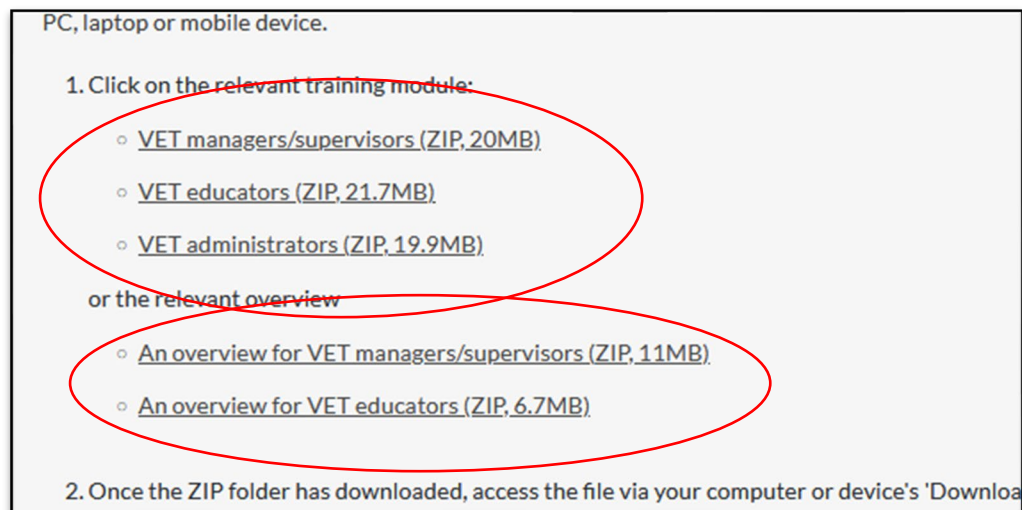 PC, laptop or mobile device.
1. Click on the relevant training module:
VET managers/supervisors (ZIP, 20MB)
VET educators (ZIP, 21.7MB)
VET administrators (ZIP, 19.9MB)
or the relevant overview
An overview for VET managers/supervisors (ZIP, 11MB)
An overview for VET educators (ZIP, 6.7MB)
2. Once the ZIP folder has downloaded, access the file via your computer or device's 'Downloa